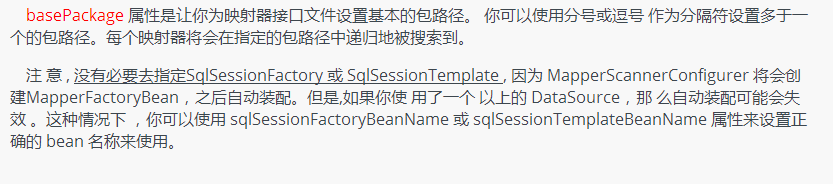 basePackage 属性是让你为映射器接口文件设置基本的包路径。 你可以使用分号或逗号 作为分隔符设置多于一
个的包路径。每个映射器将会在指定的包路径中递归地被搜索到。
注 意 , 没有必要去指定SqlSessionFactory 或 SqlSessionTemplate , 因为 MapperScannerConfigurer 将会创
建MapperFactoryBean，之后自动装配。但是,如果你使 用了一个 以上的 DataSource，那 么自动装配可能会失
效 。这种情况下 ，你可以使用 sqlSessionFactoryBeanName 或 sqlSessionTemplateBeanName 属性来设置正
确的 bean 名称来使用。